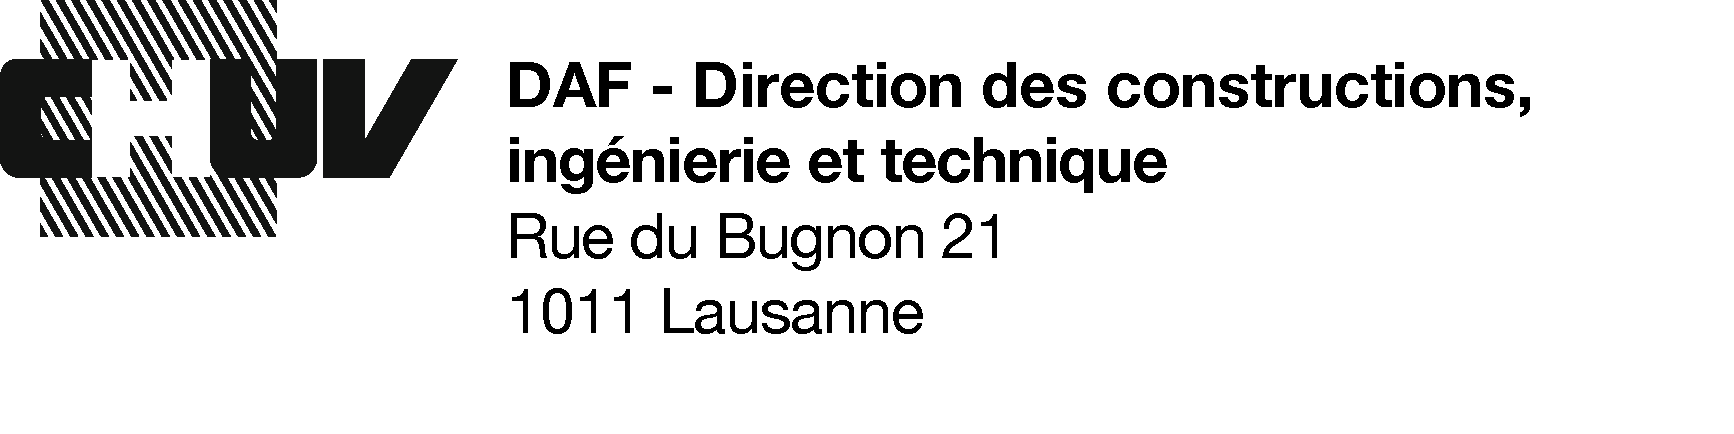 CHUV
DAF - Direction des constructions,
ingénierie et technique
Rue du Bugnon 21
1011 Lausanne